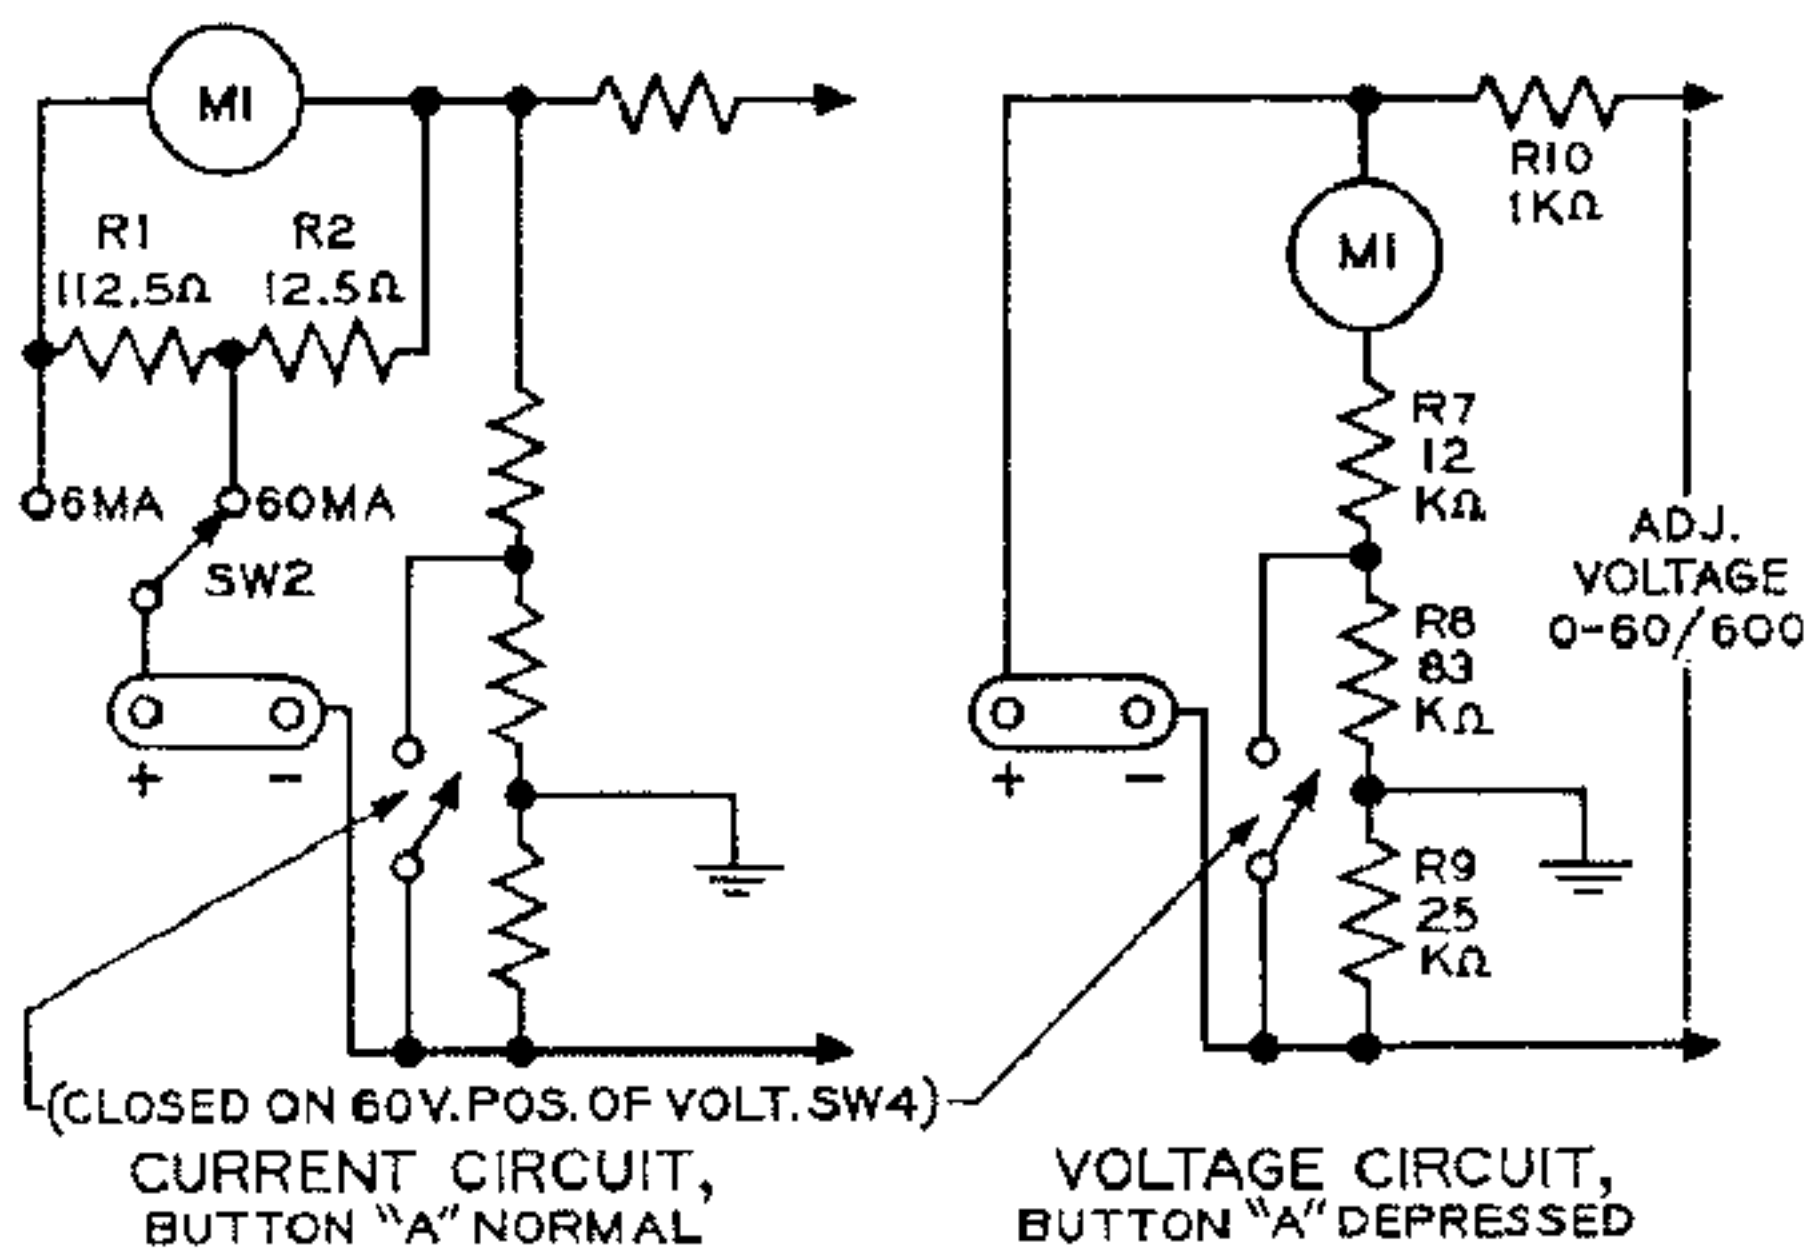 M1
R1
112.5Ω
R2
12.5Ω
6MA
60MA
SW2
+ −
R10
1KΩ
M1
R7
12
KΩ
R8
83
KΩ
R9
25
KΩ
ADJ.
VOLTAGE
0-60/600
+ −
(CLOSED ON 60V. POS. OF VOLT. SW4)
CURRENT CIRCUIT,
BUTTON "A" NORMAL
VOLTAGE CIRCUIT,
BUTTON "A" DEPRESSED